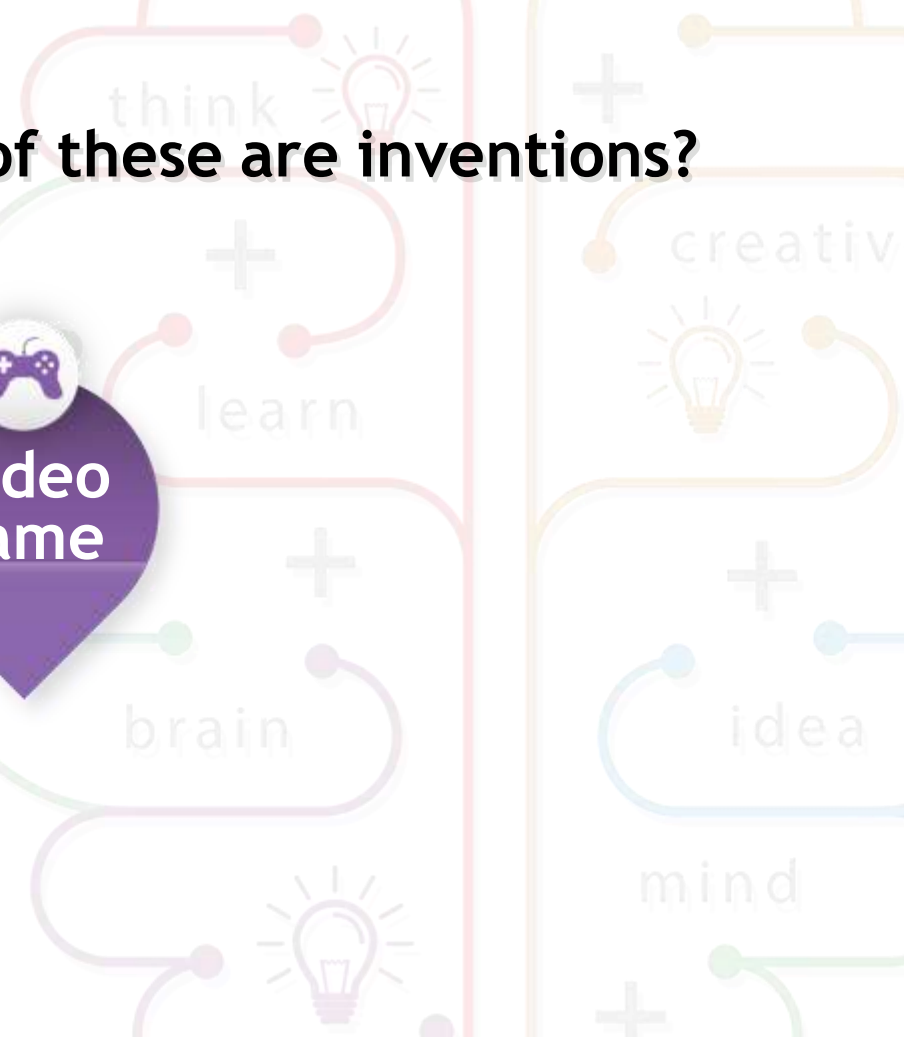 think
of these are inventions?
creativ
learn
deo
ame
brain
idea
mind